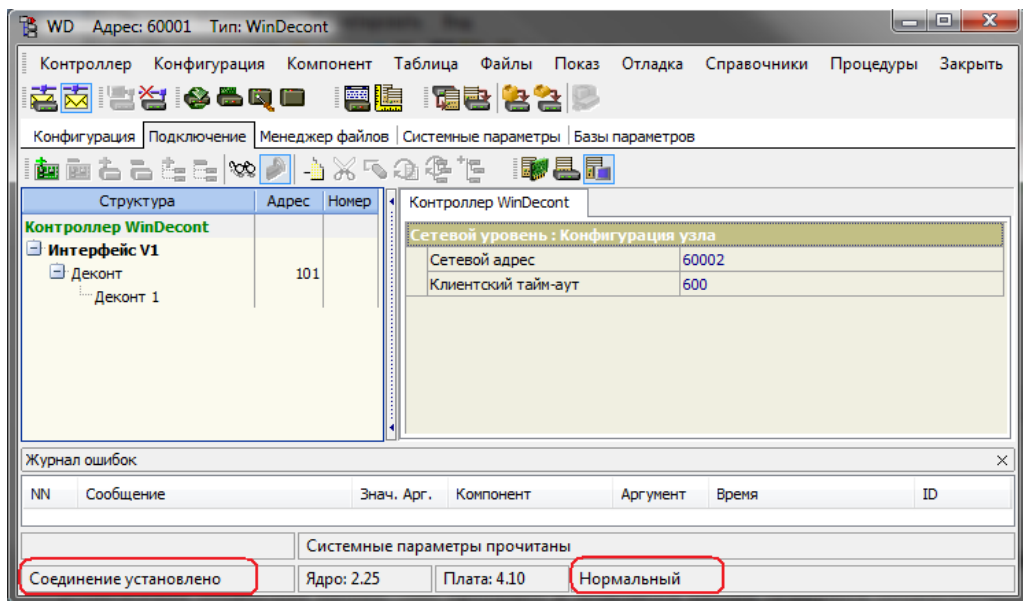 WD Адрес: 60001 Тип: WinDecont
Контроллер Конфигурация Компонент Таблица Файлы Показ Отладка Справочники Процедуры Закрыть
Конфигурация Подключение Менеджер файлов Системные параметры Базы параметров
Структура Адрес Номер Контроллер WinDecont
Контроллер WinDecont
Сетевой уровень : Конфигурация узла
Интерфейс V1
Сетевой адрес 60002
Деконт 101
Клиентский тайм-аут 600
Деконт 1
Журнал ошибок
NN Сообщение Знач. Арг. Компонент Аргумент Время ID
Системные параметры прочитаны
Соединение установлено Ядро: 2.25 Плата: 4.10 Нормальный